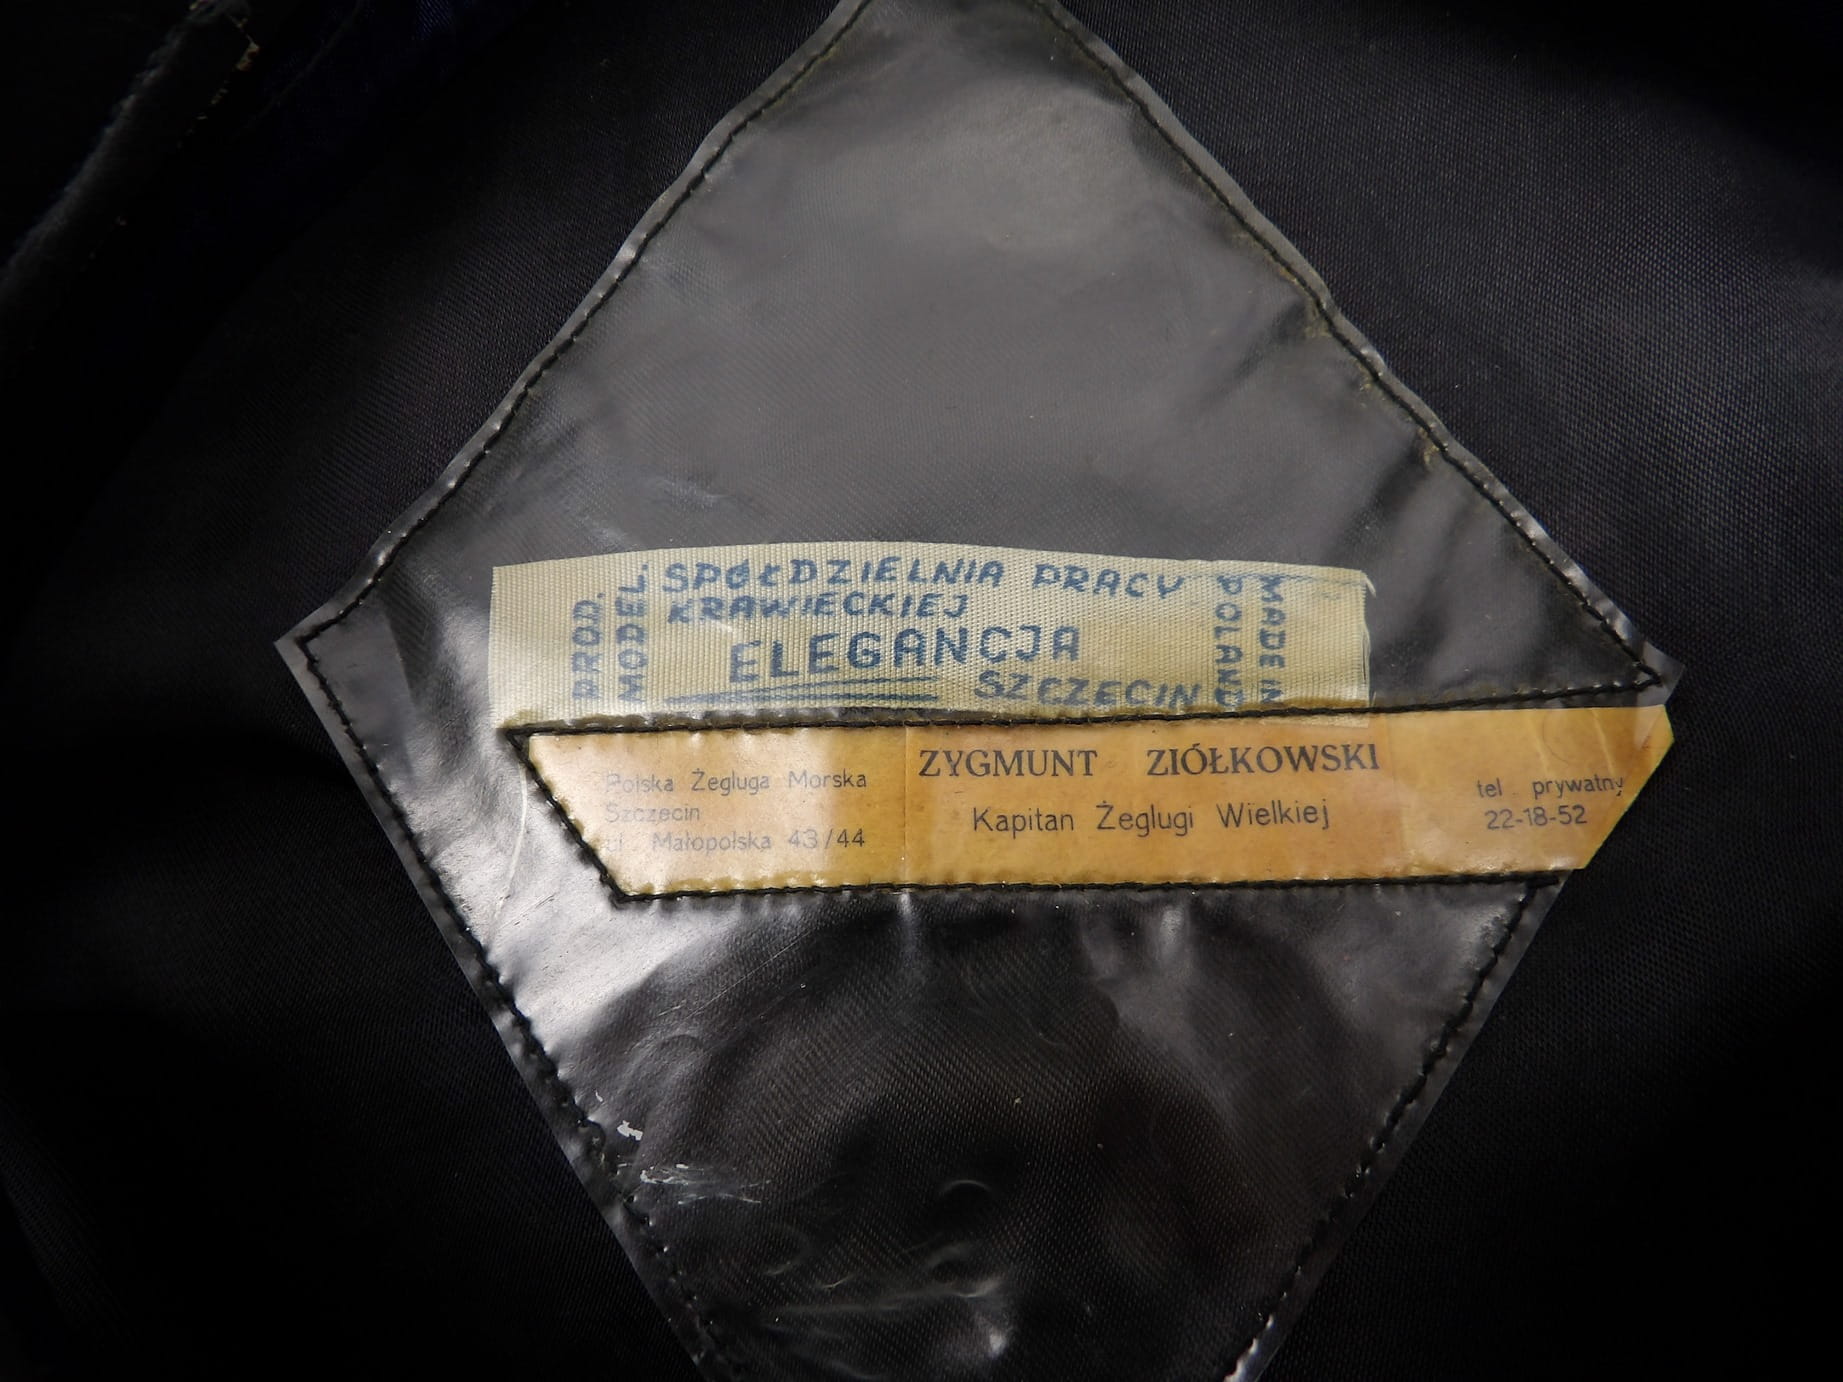 PROD.
MODEL.
SPÓŁDZIELNIA PRACY
KRAWIECKIEJ
ELEGANCJA
SZCZECIN
MADE IN
POLAND
Polska Żegluga Morska
Szczecin
ul. Małopolska 43/44
ZYGMUNT ZIÓŁKOWSKI
Kapitan Żeglugi Wielkiej
tel. prywatny
22-18-52